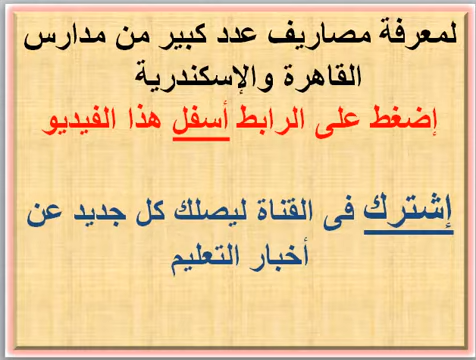 لمعرفة مصاريف عدد كبير من مدارس
القاهرة والإسكندرية
إضغط على الرابط أسفل هذا الفيديو
إشترك فى القناة ليصلك كل جديد عن
أخبار التعليم